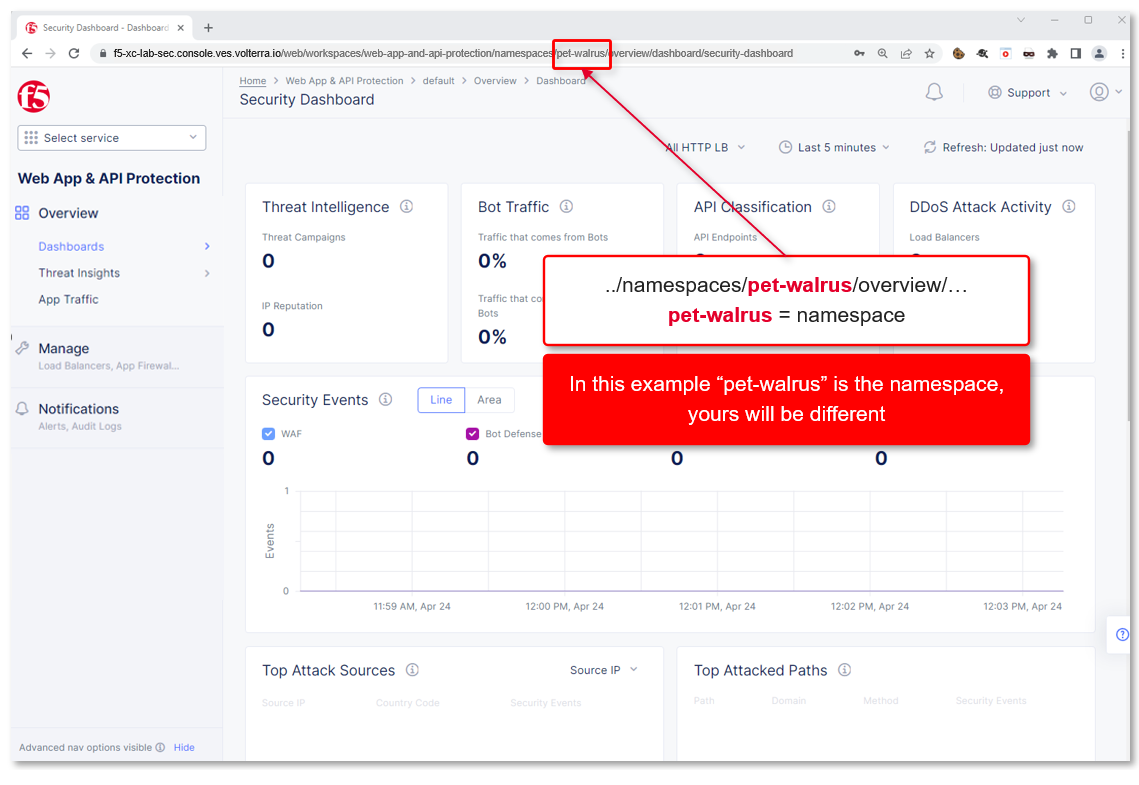 Security Dashboard - Dashboard
f5-xc-lab-sec.console.ves.volterra.io/web/workspaces/web-app-and-api-protection/namespaces/pet-walrus/overview/dashboard/security-dashboard
f5
Home > Web App & API Protection > default > Overview > Dashboard
Security Dashboard
Support
Select service
All HTTP LB
Last 5 minutes
Refresh: Updated just now
Web App & API Protection
Overview
Dashboards
Threat Insights
App Traffic
Manage
Load Balancers, App Firewal...
Notifications
Alerts, Audit Logs
Threat Intelligence
Threat Campaigns
0
IP Reputation
0
Bot Traffic
Traffic that comes from Bots
0%
Traffic that co
Bots
0%
API Classification
API Endpoints
DDoS Attack Activity
Load Balancers
../namespaces/pet-walrus/overview/…
pet-walrus = namespace
In this example “pet-walrus” is the namespace,
yours will be different
Security Events
Line
Area
WAF
Bot Defense
0
0
0
0
Events
1
0
11:59 AM, Apr 24
12:00 PM, Apr 24
12:01 PM, Apr 24
12:02 PM, Apr 24
12:03 PM, Apr 24
Top Attack Sources
Source IP
Source IP
Country Code
Security Events
Top Attacked Paths
Path
Domain
Method
Security Events
Advanced nav options visible
Hide